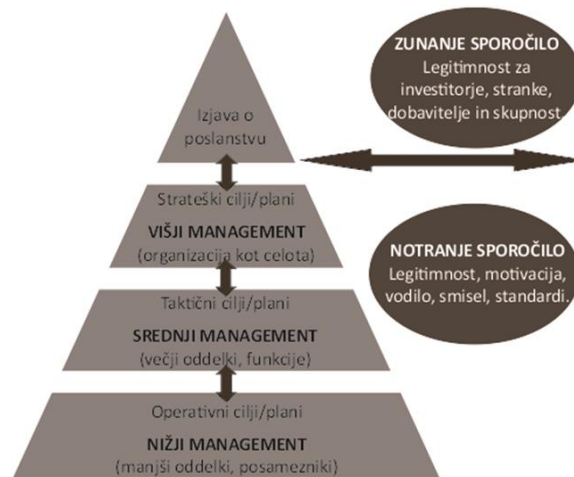 Izjava o
poslanstvu
Strateški cilji/plani
VIŠJI MANAGEMENT
(organizacija kot celota)
Taktični cilji/plani
SREDNJI MANAGEMENT
(večji oddelki, funkcije)
Operativni cilji/plani
NIŽJI MANAGEMENT
(manjši oddelki, posamezniki)
ZUNANJE SPOROČILO
Legitimnost za
investitorje, stranke,
dobavitelje in skupnost.
NOTRANJE SPOROČILO
Legitimnost, motivacija,
vodilo, smisel, standardi.